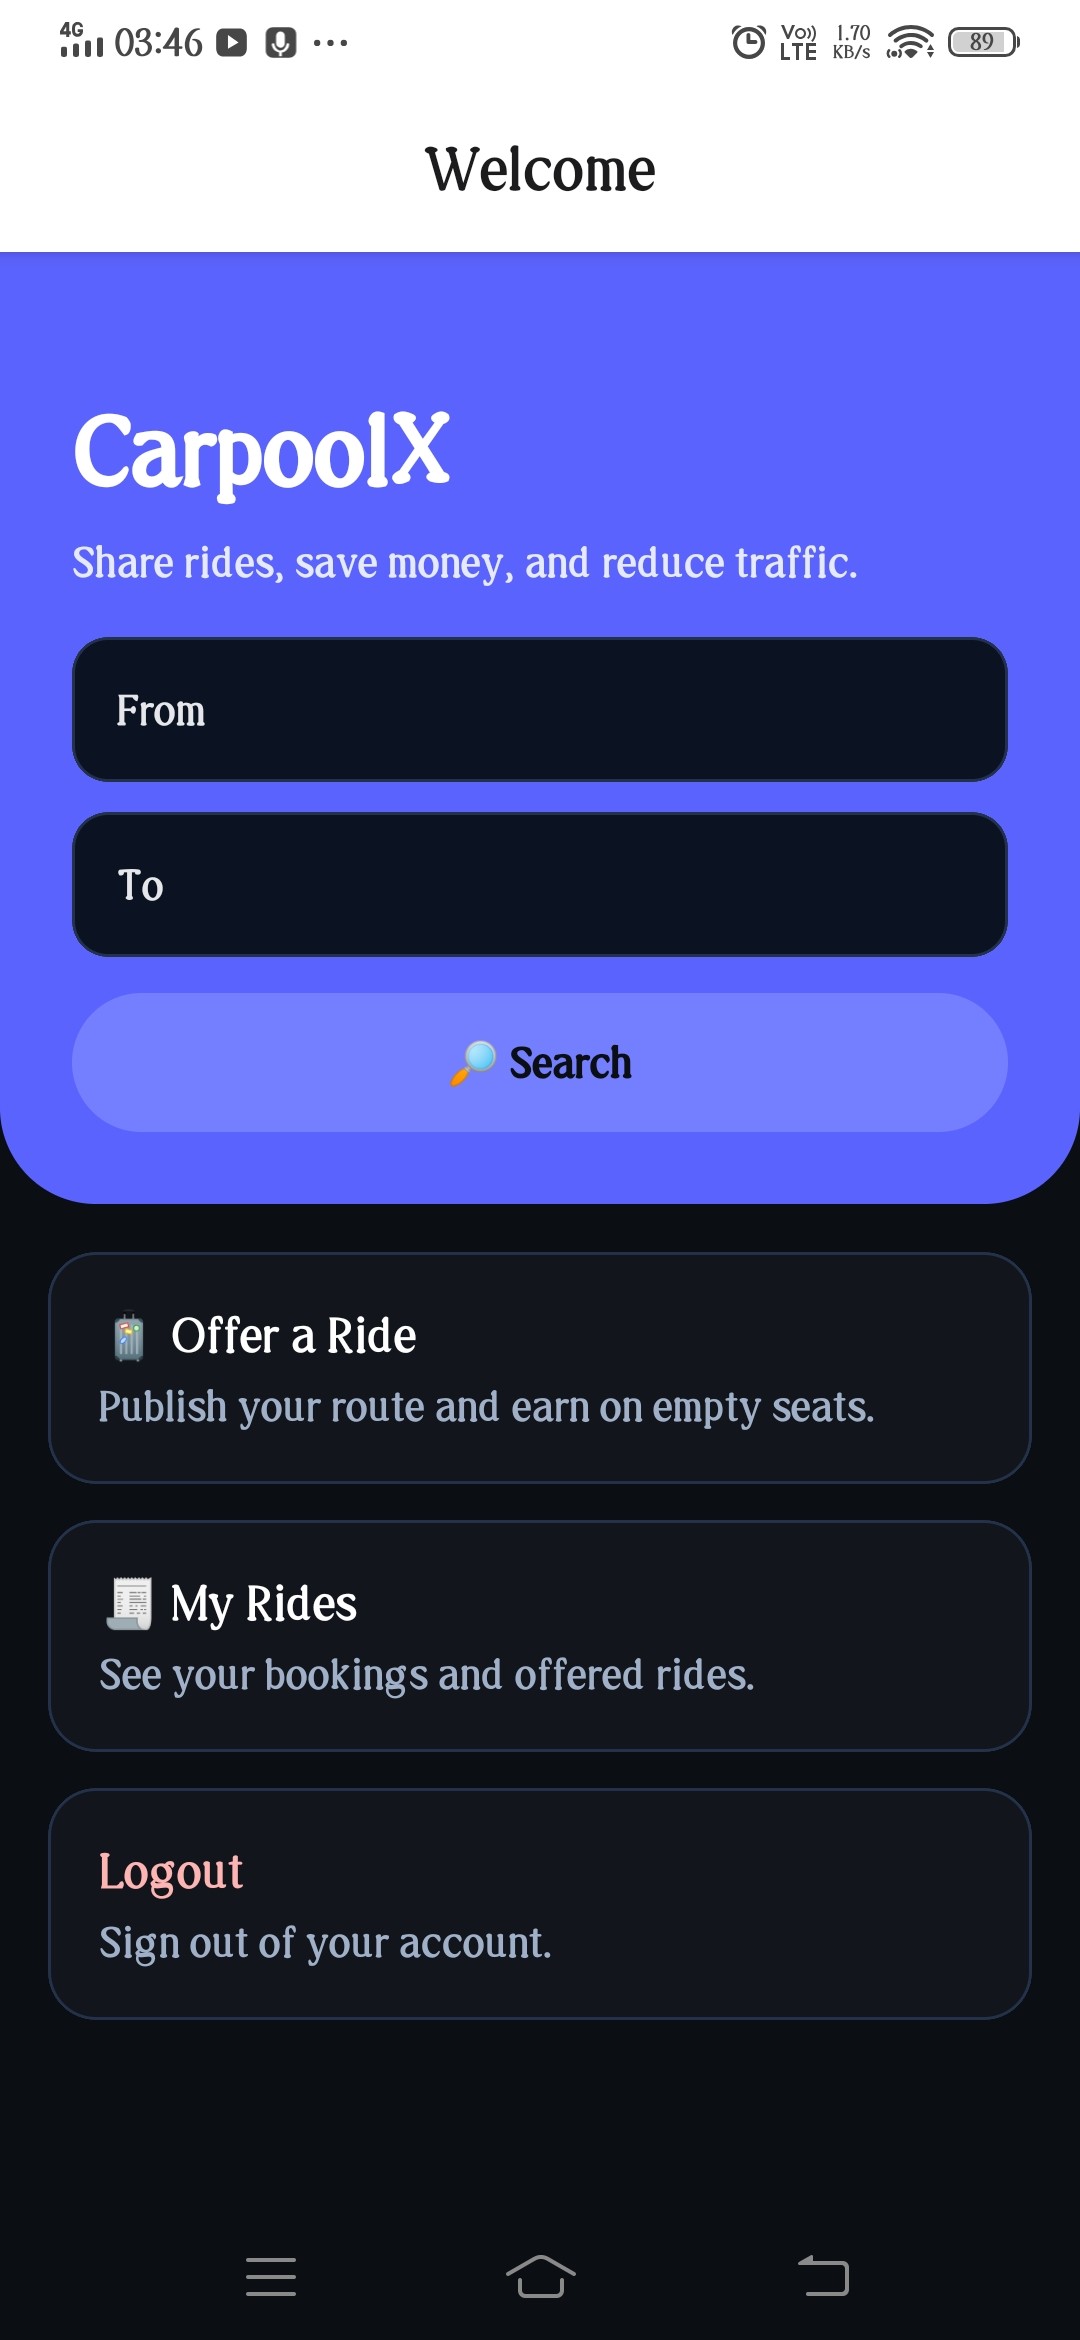 4G 03:46 Vo)) LTE 1.70 KB/s 89
Welcome
CarpoolX
Share rides, save money, and reduce traffic.
From
To
🔎 Search
Offer a Ride
Publish your route and earn on empty seats.
My Rides
See your bookings and offered rides.
Logout
Sign out of your account.